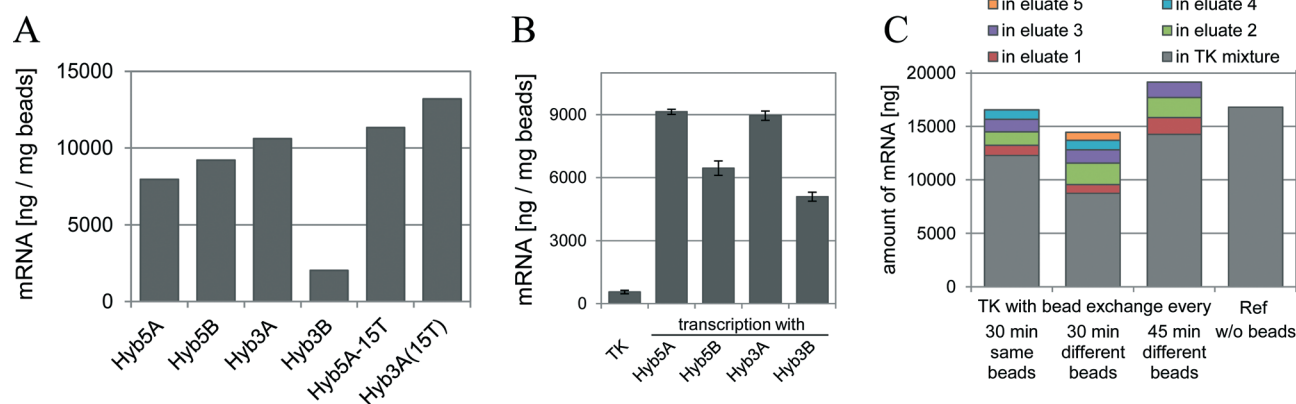 A
mRNA [ng / mg beads]
15000
10000
5000
0
Hyb5A
Hyb5B
Hyb3A
Hyb3B
Hyb5A-15T
Hyb3A(15T)
B
mRNA [ng / mg beads]
9000
6000
3000
0
transcription with
TK
Hyb5A
Hyb5B
Hyb3A
Hyb3B
C
in eluate 5
in eluate 4
in eluate 3
in eluate 2
in eluate 1
in TK mixture
amount of mRNA [ng]
20000
15000
10000
5000
0
TK with bead exchange every
Ref
30 min
45 min
w/o beads
same
different
different
beads
beads
beads
30 min